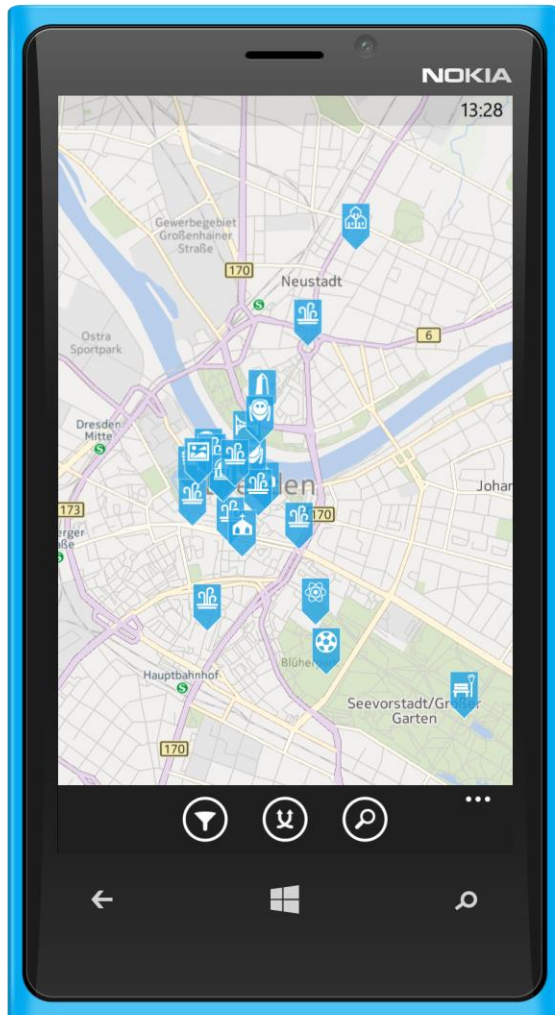 NOKIA
13:28
Gewerbegebiet
Großenhainer
Straße
170
Neustadt
S
6
Ostra
Sportpark
Dresden
Mitte
S
173
170
Hauptbahnhof
S
Seevorstadt/Großer
Garten
170